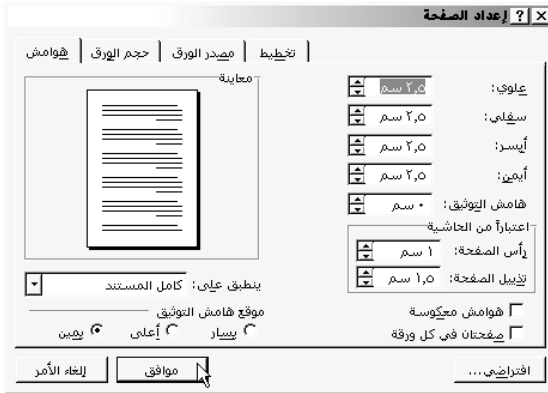 إعداد الصفحة ? x
هوامش حجم الورق مصدر الورق تخطيط
علوي: ٢,٥ سم
سفلي: ٢,٥ سم
أيسر: ٢,٥ سم
أيمن: ٢,٥ سم
هامش التوثيق: ٠ سم
اعتباراً من الحاشية
رأس الصفحة: ١ سم
تذييل الصفحة: ١,٥ سم
هوامش معكوسة
صفحتان في كل ورقة
معاينة
ينطبق على: كامل المستند
موقع هامش التوثيق
يسار أعلى يمين
افتراضي... موافق إلغاء الأمر